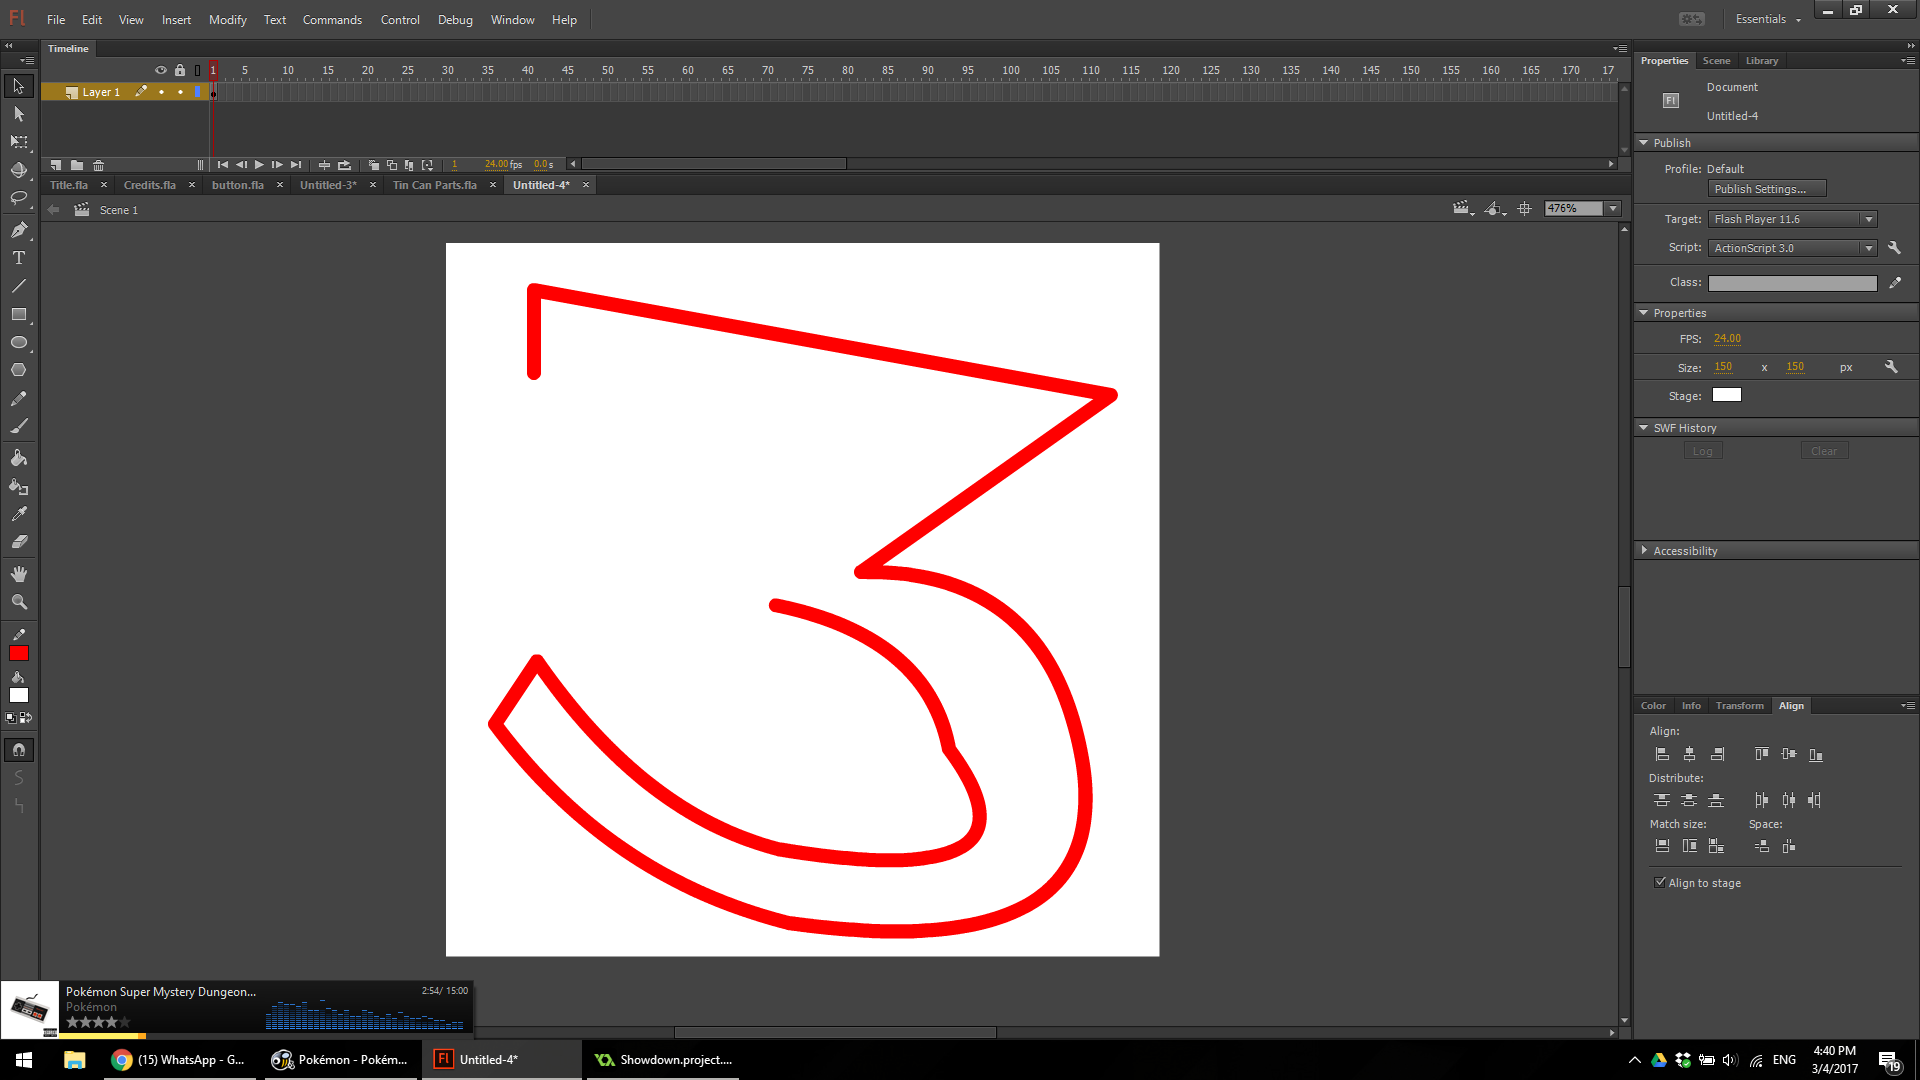 Fl File Edit View Insert Modify Text Commands Control Debug Window Help Essentials
Timeline
1 5 10 15 20 25 30 35 40 45 50 55 60 65 70 75 80 85 90 95 100 105 110 115 120 125 130 135 140 145 150 155 160 165 170 17
Layer 1
1 24.00 fps 0.0 s
Title.fla Credits.fla button.fla Untitled-3* Tin Can Parts.fla Untitled-4*
Scene 1 476%
Properties Scene Library
Fl Document
Untitled-4
Publish
Profile: Default
Publish Settings...
Target: Flash Player 11.6
Script: ActionScript 3.0
Class:
Properties
FPS: 24.00
Size: 150 x 150 px
Stage:
SWF History
Log Clear
Accessibility
Color Info Transform Align
Align:
Distribute:
Match size: Space:
Align to stage
3
Pokémon Super Mystery Dungeon... 2:54/ 15:00
Pokémon
(15) WhatsApp - G... Pokémon - Pokém... Fl Untitled-4* Showdown.project.... ENG 4:40 PM
3/4/2017
19